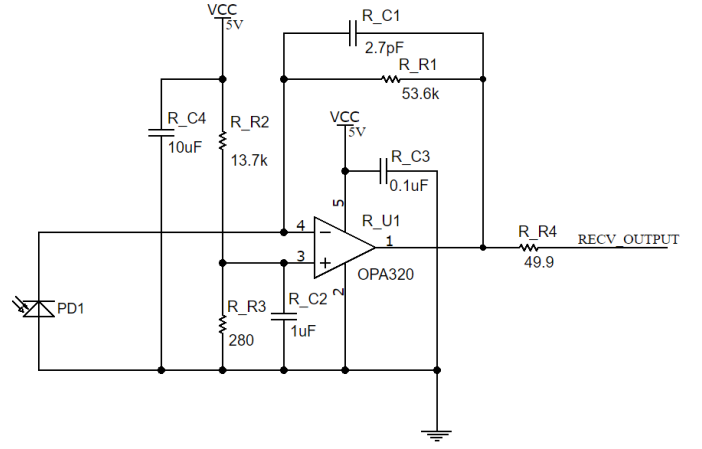 VCC
5V
R_C1
2.7pF
R_R1
53.6k
R_C4
10uF
R_R2
13.7k
VCC
5V
R_C3
0.1uF
5
4
R_U1
1
3
OPA320
2
R_R4
49.9
RECV_OUTPUT
PD1
R_R3
280
R_C2
1uF